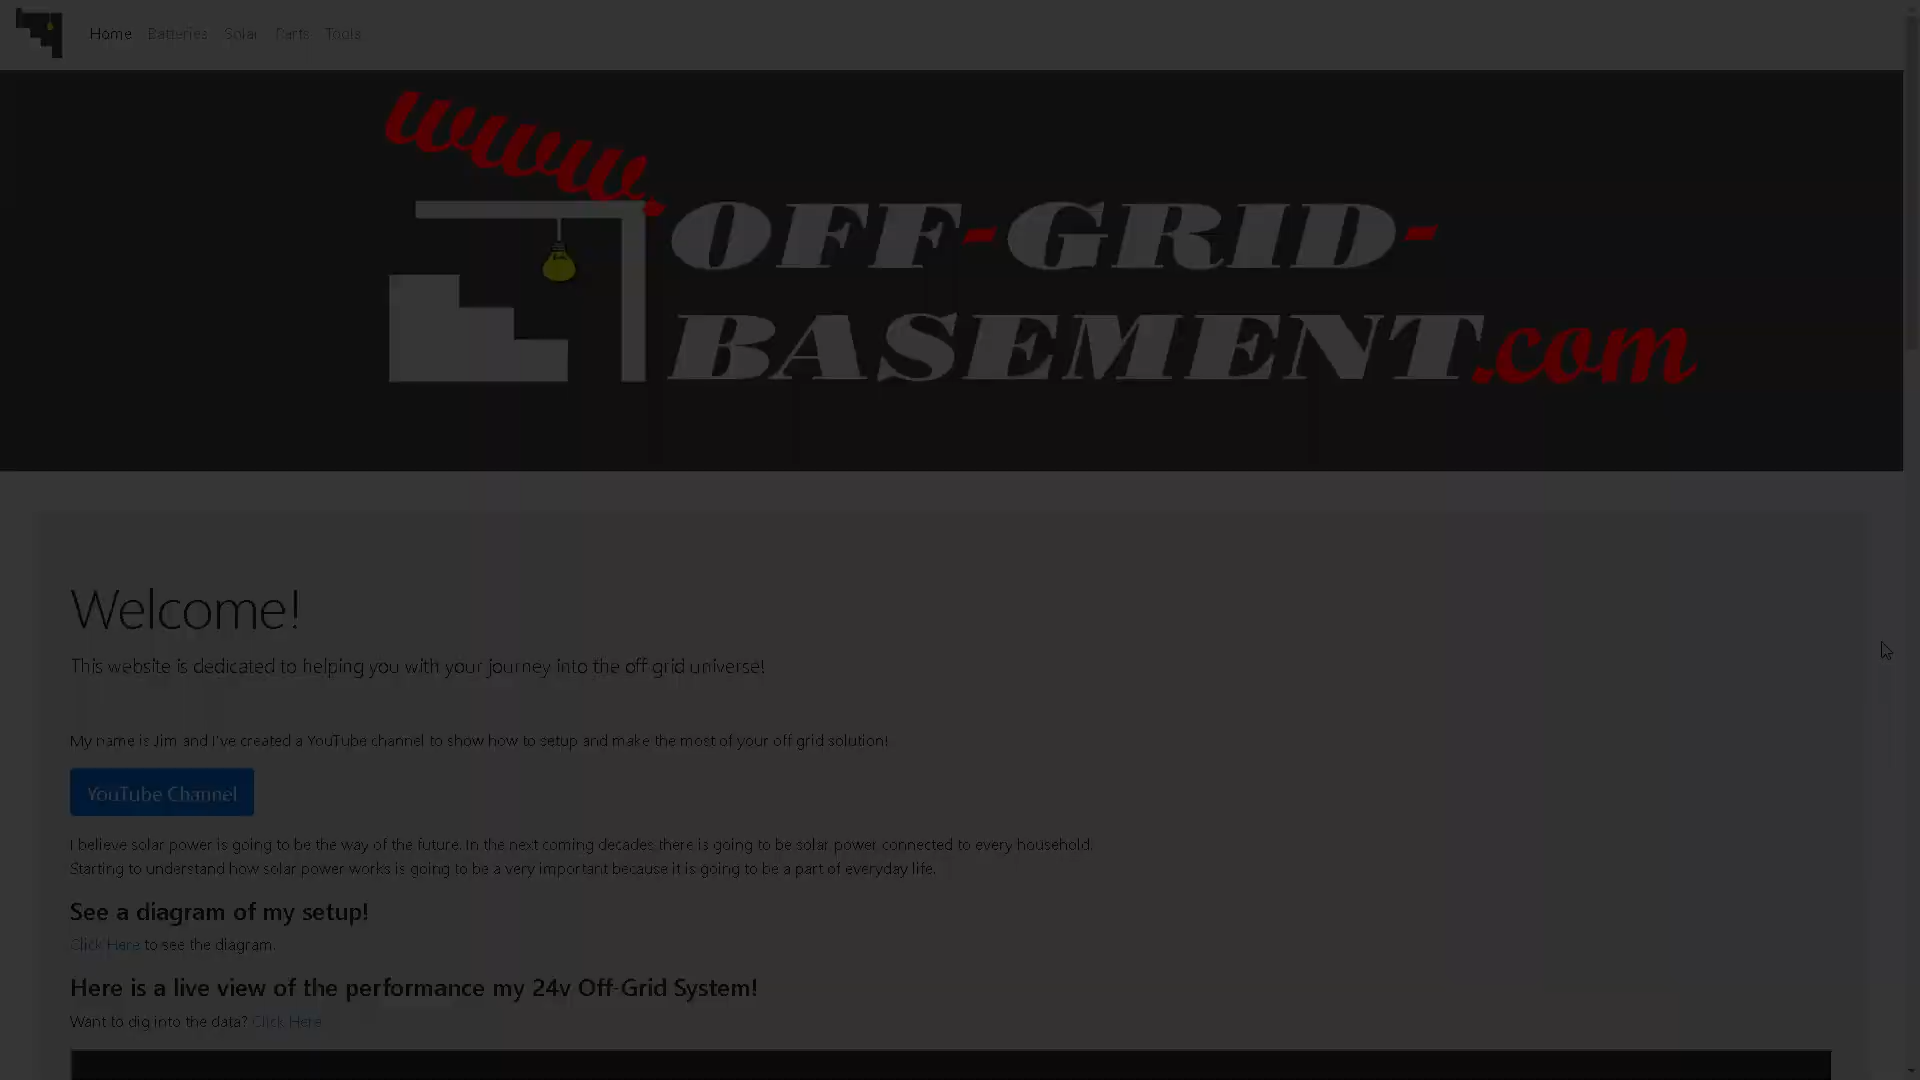 Home Batteries Solar Parts Tools
www.
OFF-GRID-
BASEMENT.com
Welcome!
This website is dedicated to helping you with your journey into the off grid universe!
My name is Jim and I've created a YouTube channel to show how to setup and make the most of your off grid solution!
YouTube Channel
I believe solar power is going to be the way of the future. In the next coming decades there is going to be solar power connected to every household.
Starting to understand how solar power works is going to be a very important because it is going to be a part of everyday life.
See a diagram of my setup!
Click Here to see the diagram.
Here is a live view of the performance my 24v Off-Grid System!
Want to dig into the data? Click Here